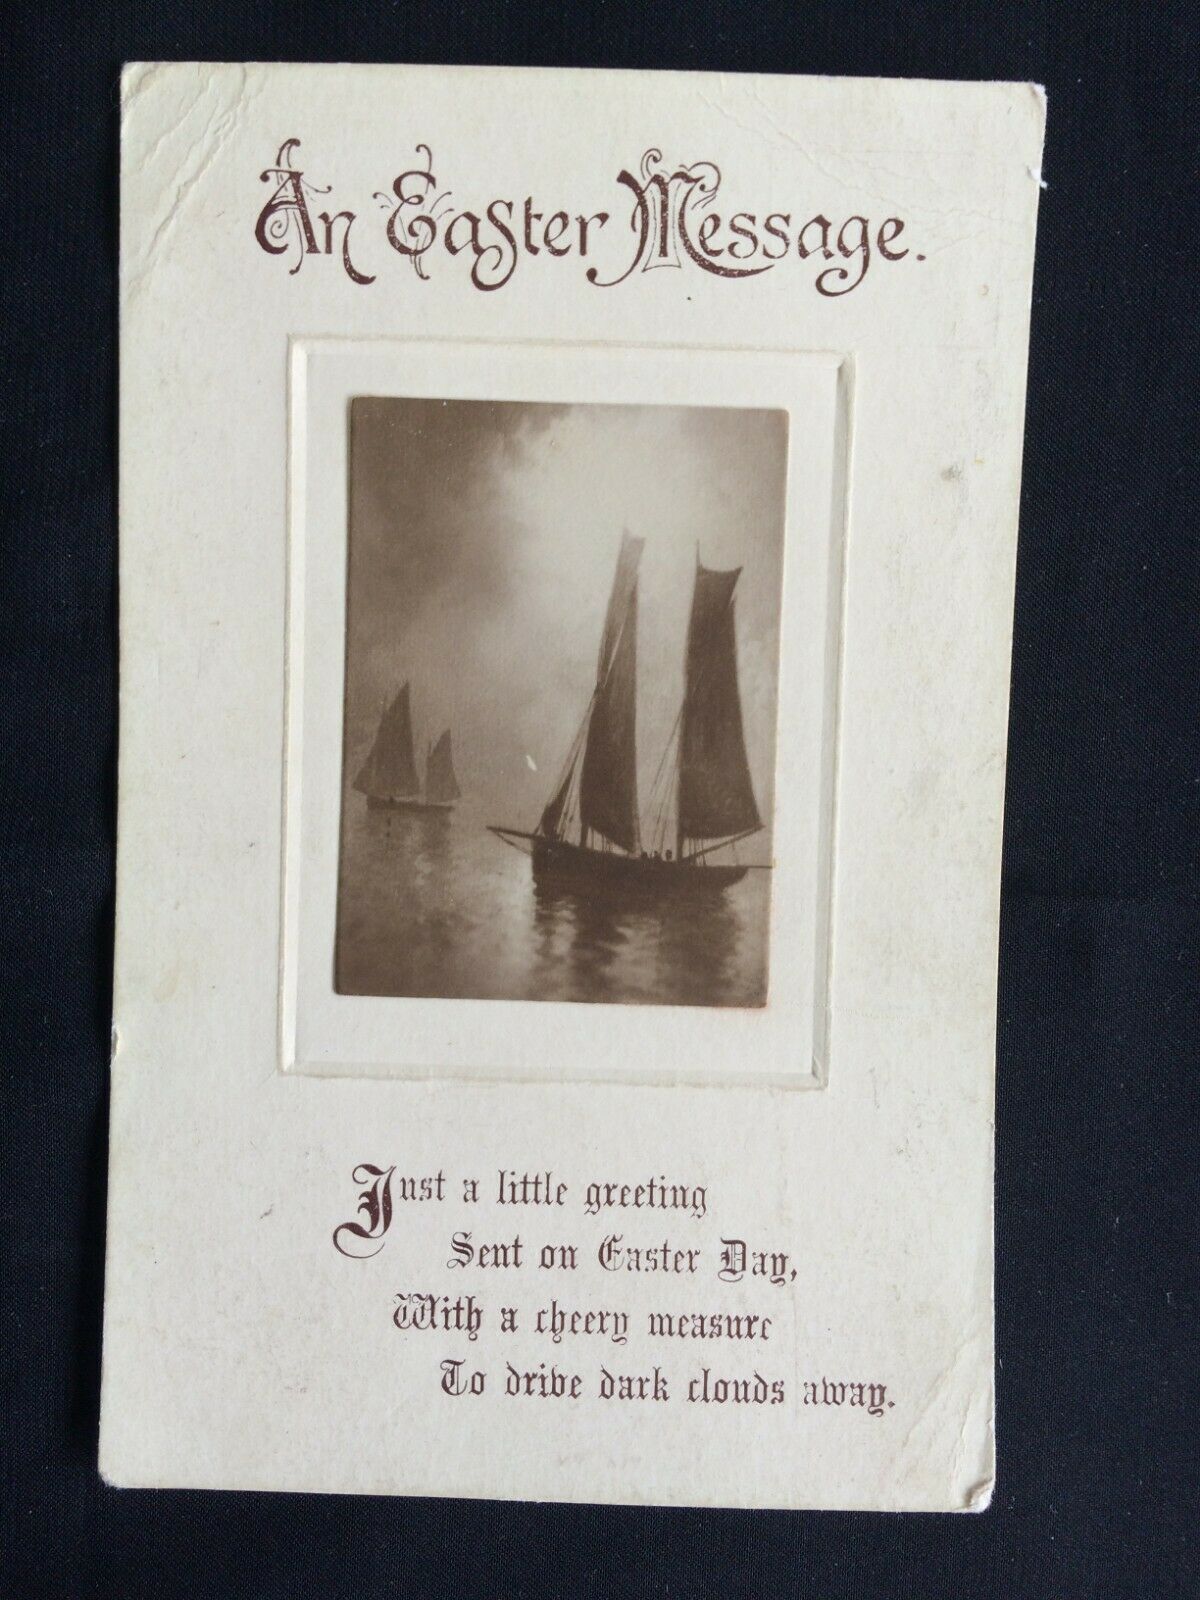 An Easter Message.
Just a little greeting
Sent on Easter Day,
With a cheery measure
To drive dark clouds away.